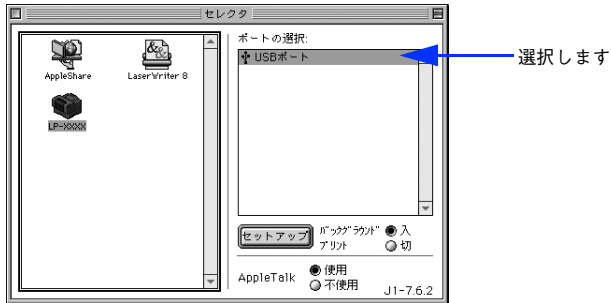 セレクタ
AppleShare
LaserWriter 8
LP-XXXX
ポートの選択:
USBポート
選択します
セットアップ
バックグラウンド
プリント
入
切
AppleTalk
使用
不使用
J1-7.6.2